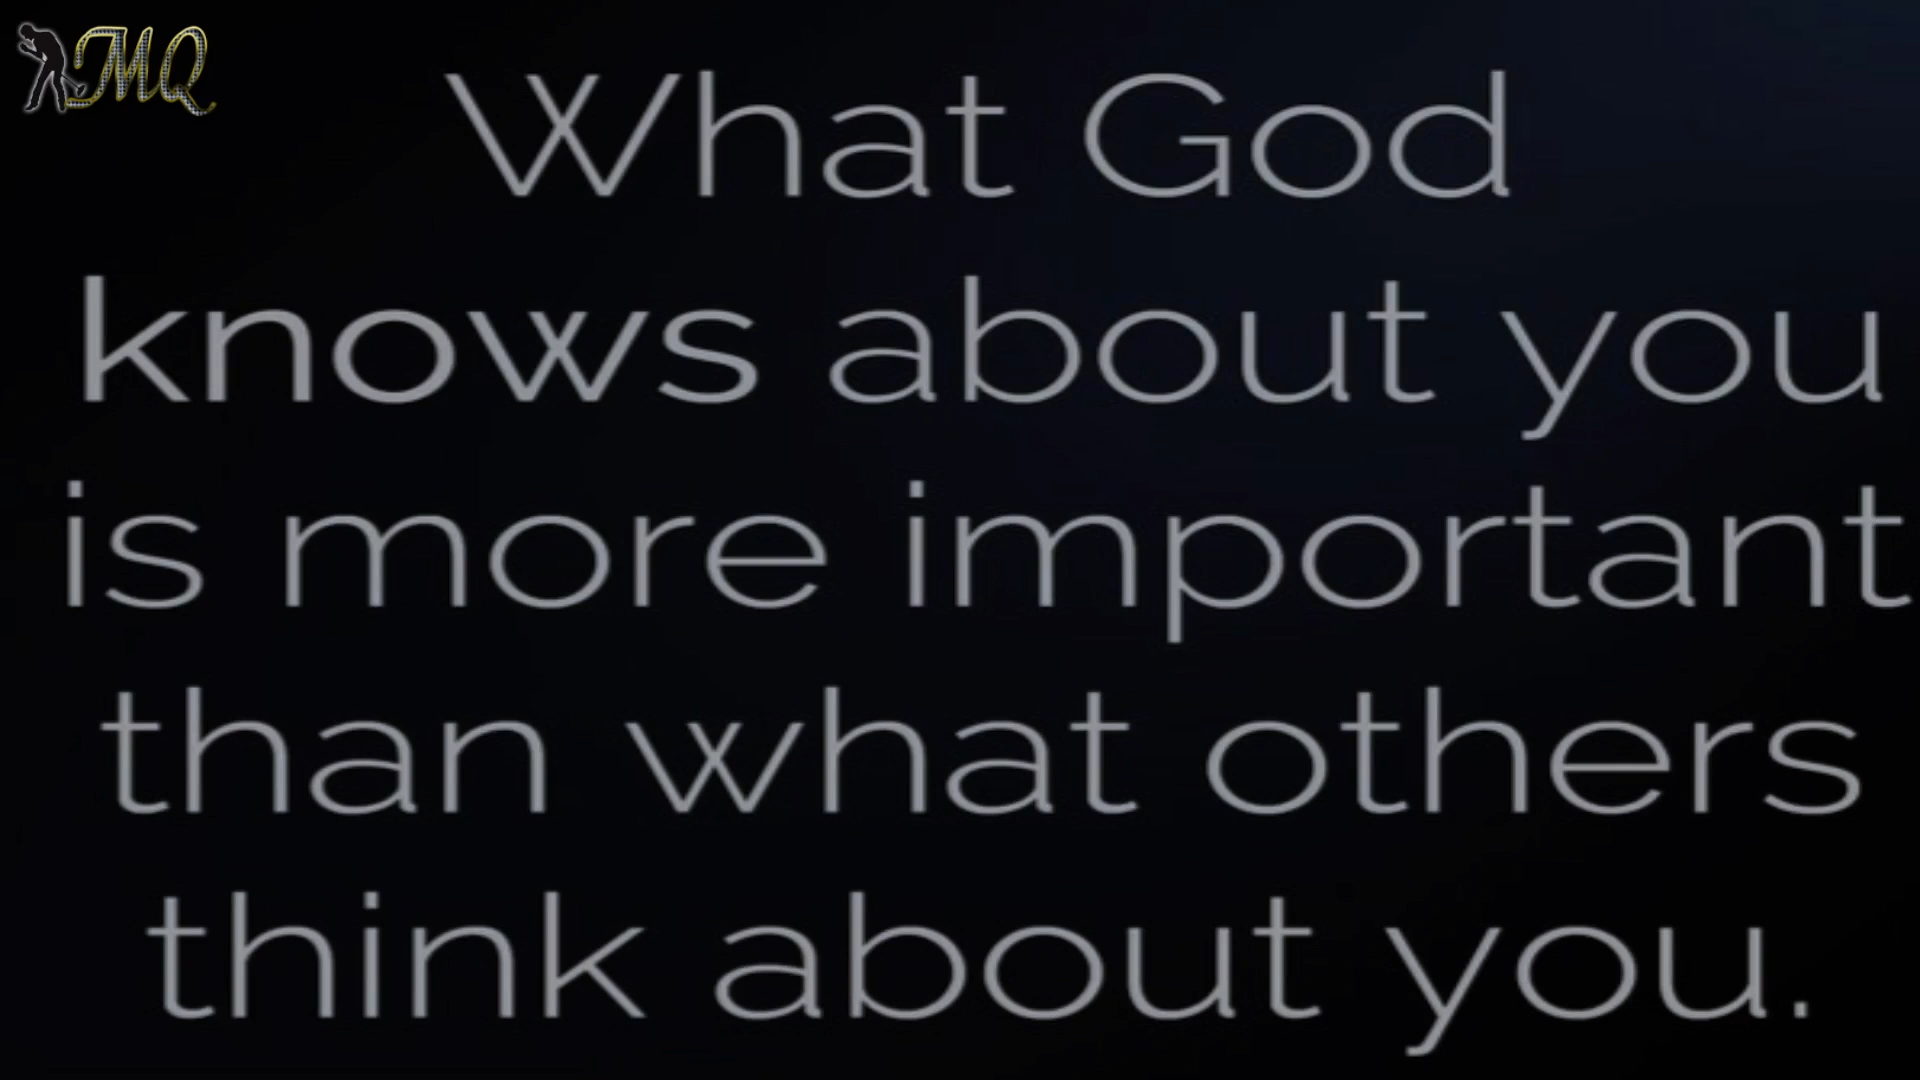 MQ
What God
knows about you
is more important
than what others
think about you.